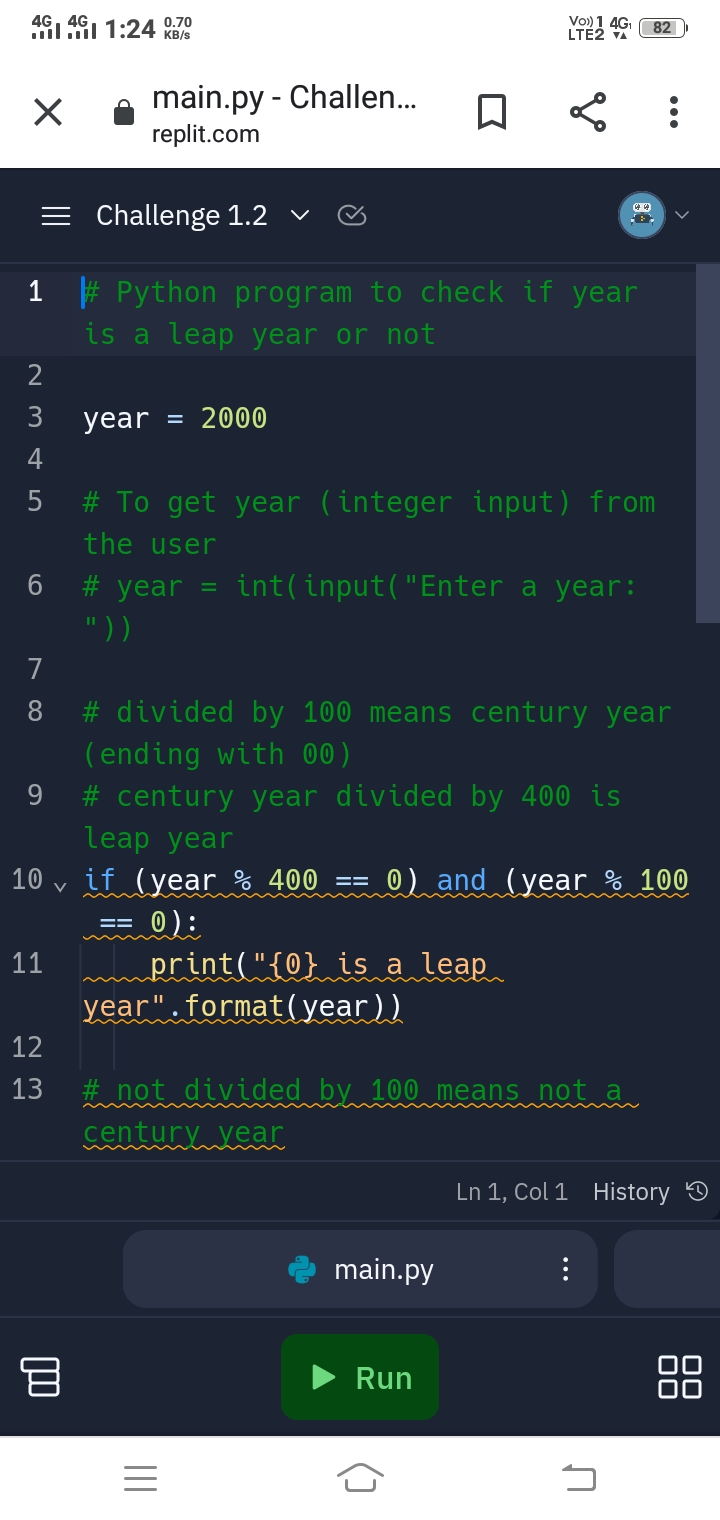 4G 4G 1:24 0.70 KB/s Vo)) 1 4G LTE2 82
main.py - Challen...
replit.com
Challenge 1.2
1 # Python program to check if year
is a leap year or not
2
3 year = 2000
4
5 # To get year (integer input) from
the user
6 # year = int(input("Enter a year:
"))
7
8 # divided by 100 means century year
(ending with 00)
9 # century year divided by 400 is
leap year
10 if (year % 400 == 0) and (year % 100
== 0):
11 print("{0} is a leap
year".format(year))
12
13 # not divided by 100 means not a
century year
Ln 1, Col 1 History
main.py
Run